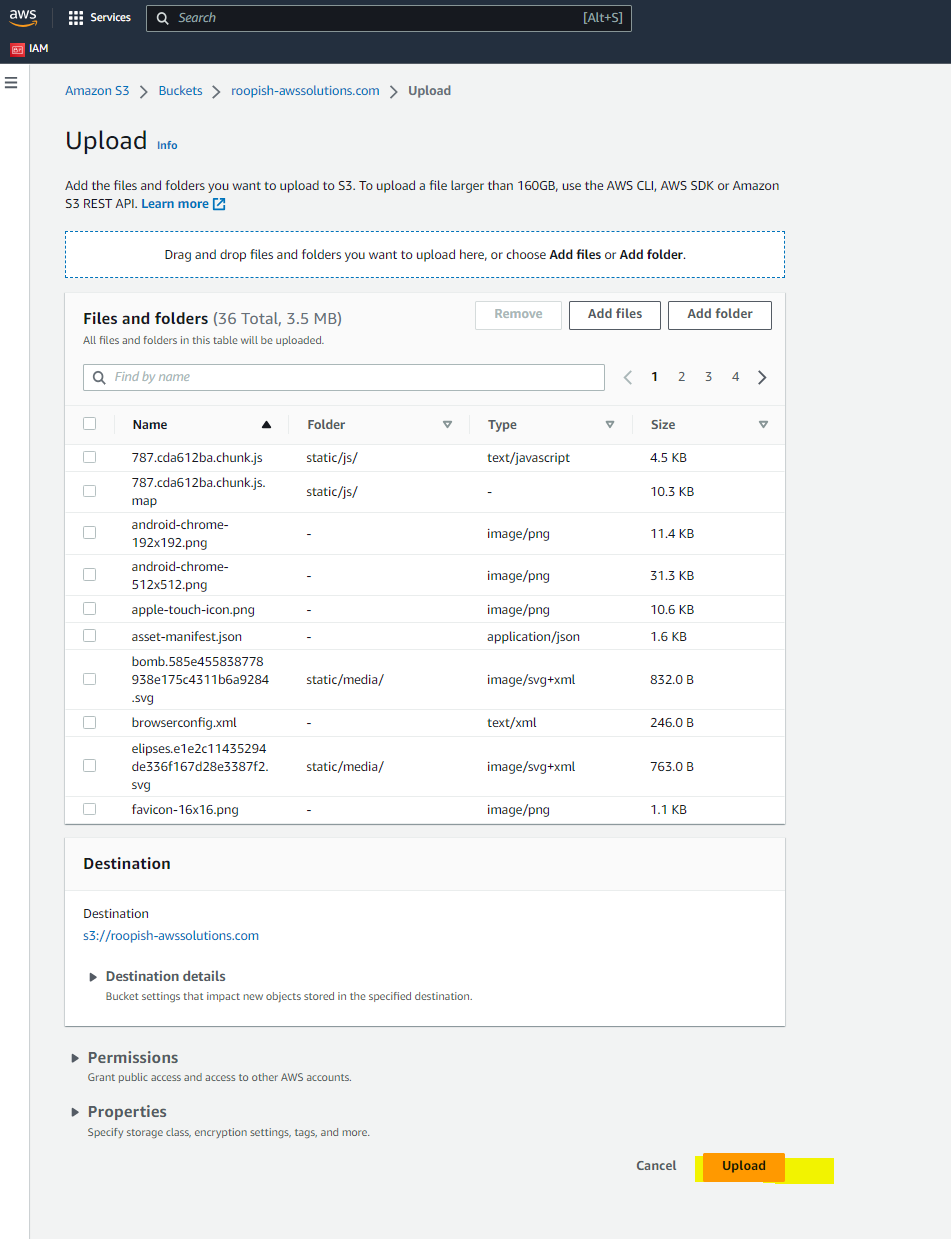 aws
Services
Search
[Alt+S]
IAM
Amazon S3 > Buckets > roopish-awssolutions.com > Upload
Upload Info
Add the files and folders you want to upload to S3. To upload a file larger than 160GB, use the AWS CLI, AWS SDK or Amazon
S3 REST API. Learn more
Drag and drop files and folders you want to upload here, or choose Add files or Add folder.
Files and folders (36 Total, 3.5 MB)
All files and folders in this table will be uploaded.
Remove
Add files
Add folder
Find by name
1 2 3 4
Name Folder Type Size
787.cda612ba.chunk.js static/js/ text/javascript 4.5 KB
787.cda612ba.chunk.js.
map static/js/ - 10.3 KB
android-chrome-
192x192.png - image/png 11.4 KB
android-chrome-
512x512.png - image/png 31.3 KB
apple-touch-icon.png - image/png 10.6 KB
asset-manifest.json - application/json 1.6 KB
bomb.585e455838778
938e175c4311b6a9284 static/media/ image/svg+xml 832.0 B
.svg
browserconfig.xml - text/xml 246.0 B
elipses.e1e2c11435294
de336f167d28e3387f2. static/media/ image/svg+xml 763.0 B
svg
favicon-16x16.png - image/png 1.1 KB
Destination
Destination
s3://roopish-awssolutions.com
Destination details
Bucket settings that impact new objects stored in the specified destination.
Permissions
Grant public access and access to other AWS accounts.
Properties
Specify storage class, encryption settings, tags, and more.
Cancel
Upload